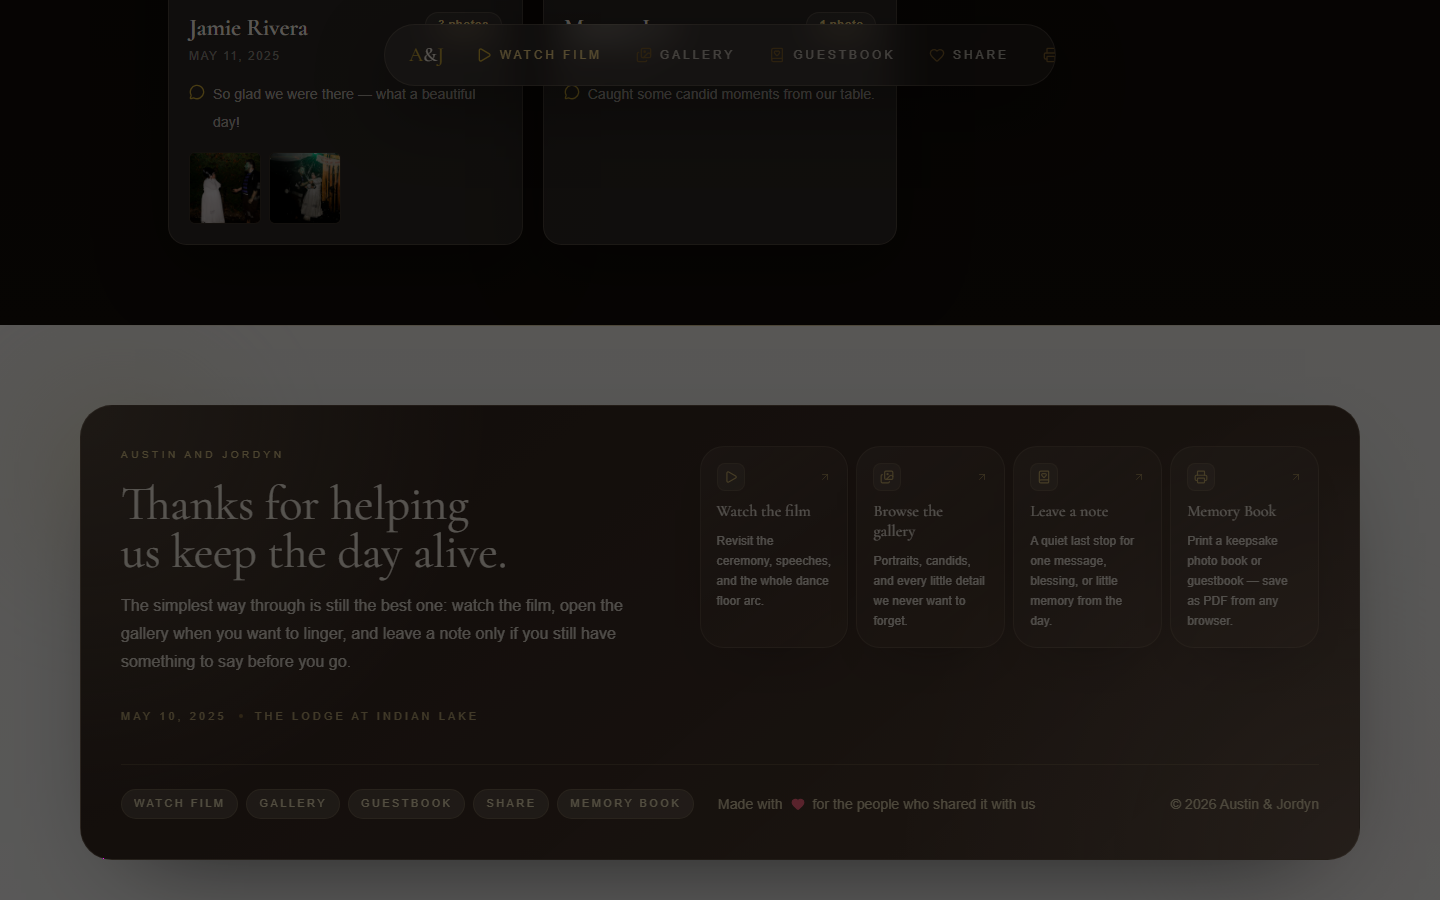 Jamie Rivera
MAY 11, 2025
So glad we were there — what a beautiful
day!
A&J
WATCH FILM
GALLERY
GUESTBOOK
SHARE
Caught some candid moments from our table.
AUSTIN AND JORDYN
Thanks for helping
us keep the day alive.
The simplest way through is still the best one: watch the film, open the
gallery when you want to linger, and leave a note only if you still have
something to say before you go.
MAY 10, 2025 • THE LODGE AT INDIAN LAKE
Watch the film
Revisit the
ceremony, speeches,
and the whole dance
floor arc.
Browse the
gallery
Portraits, candids,
and every little detail
we never want to
forget.
Leave a note
A quiet last stop for
one message,
blessing, or little
memory from the
day.
Memory Book
Print a keepsake
photo book or
guestbook — save
as PDF from any
browser.
WATCH FILM
GALLERY
GUESTBOOK
SHARE
MEMORY BOOK
Made with ♥ for the people who shared it with us
© 2026 Austin & Jordyn